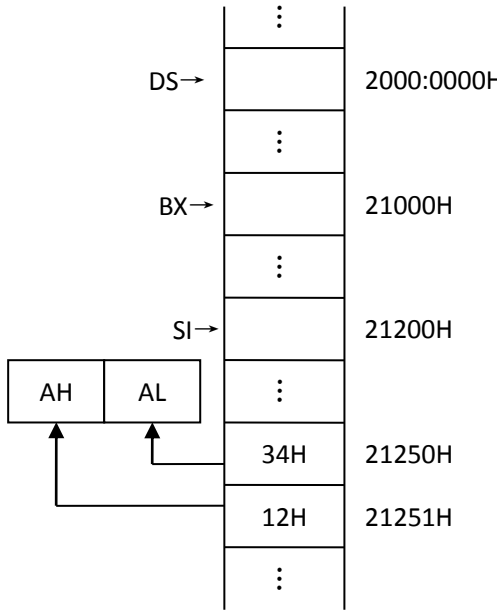 ⋮
DS→ 2000:0000H
⋮
BX→ 21000H
⋮
SI→ 21200H
AH AL ⋮
34H 21250H
12H 21251H
⋮